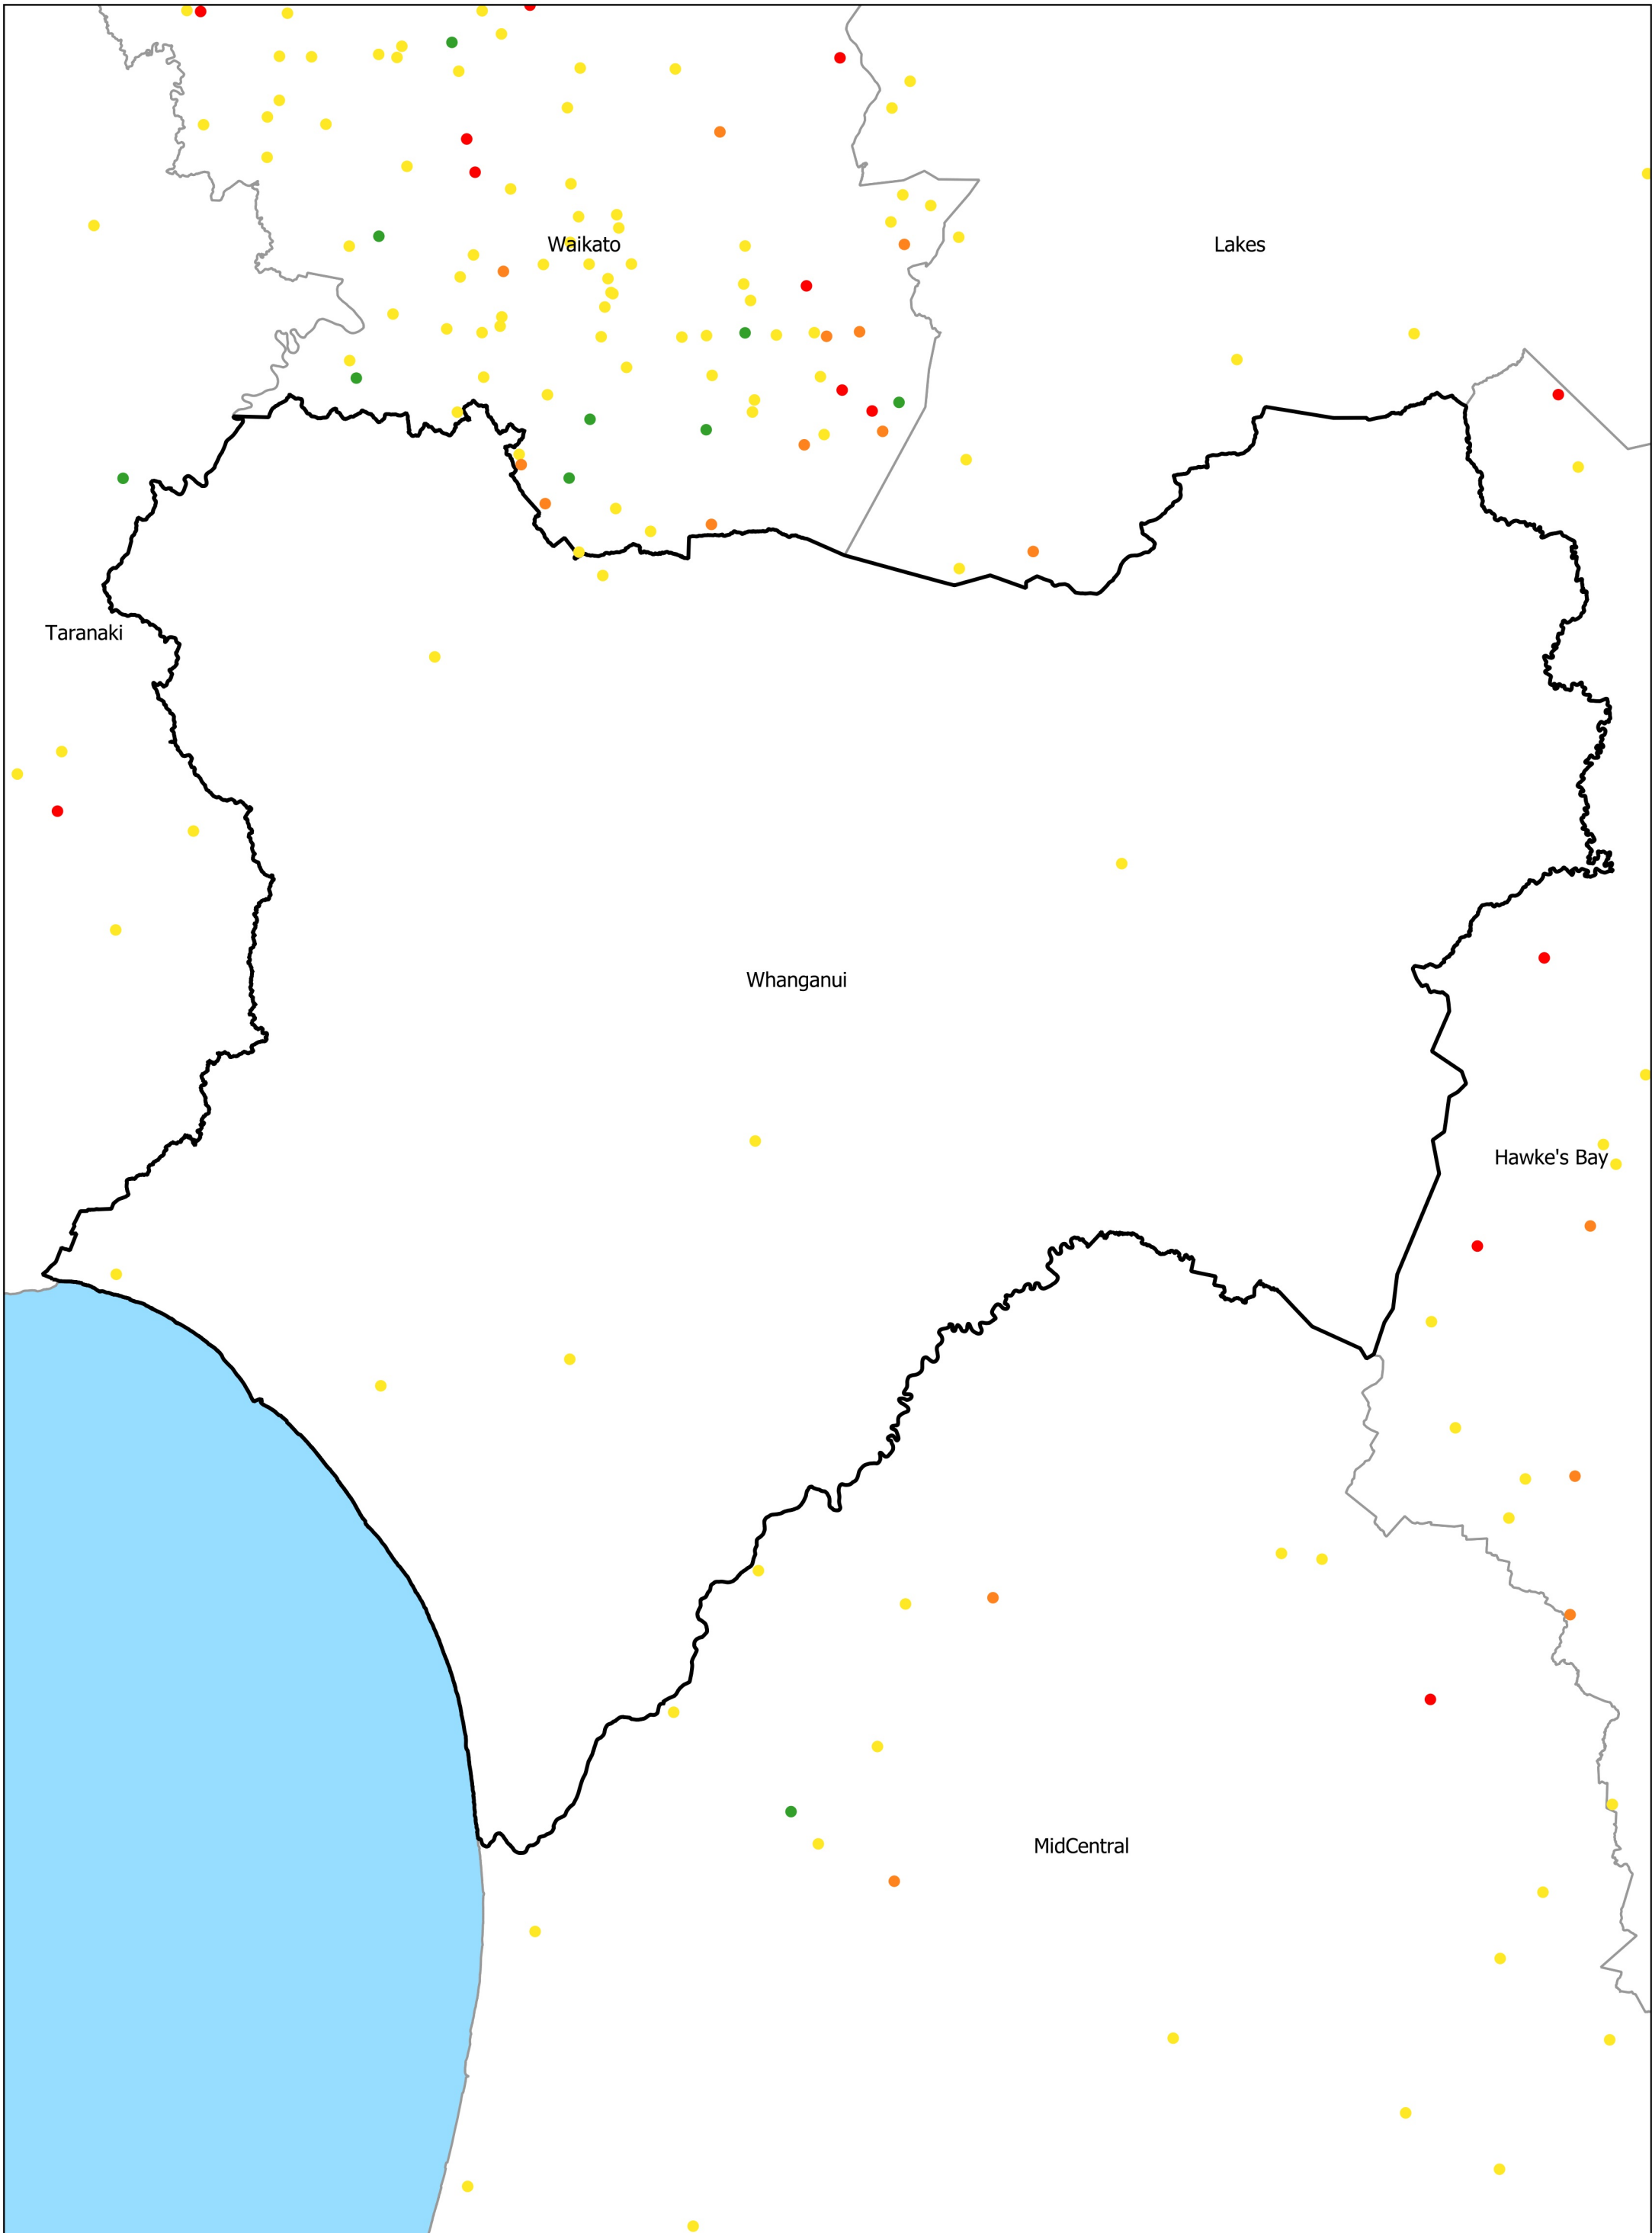 Waikato
Lakes
Taranaki
Whanganui
Hawke's Bay
MidCentral